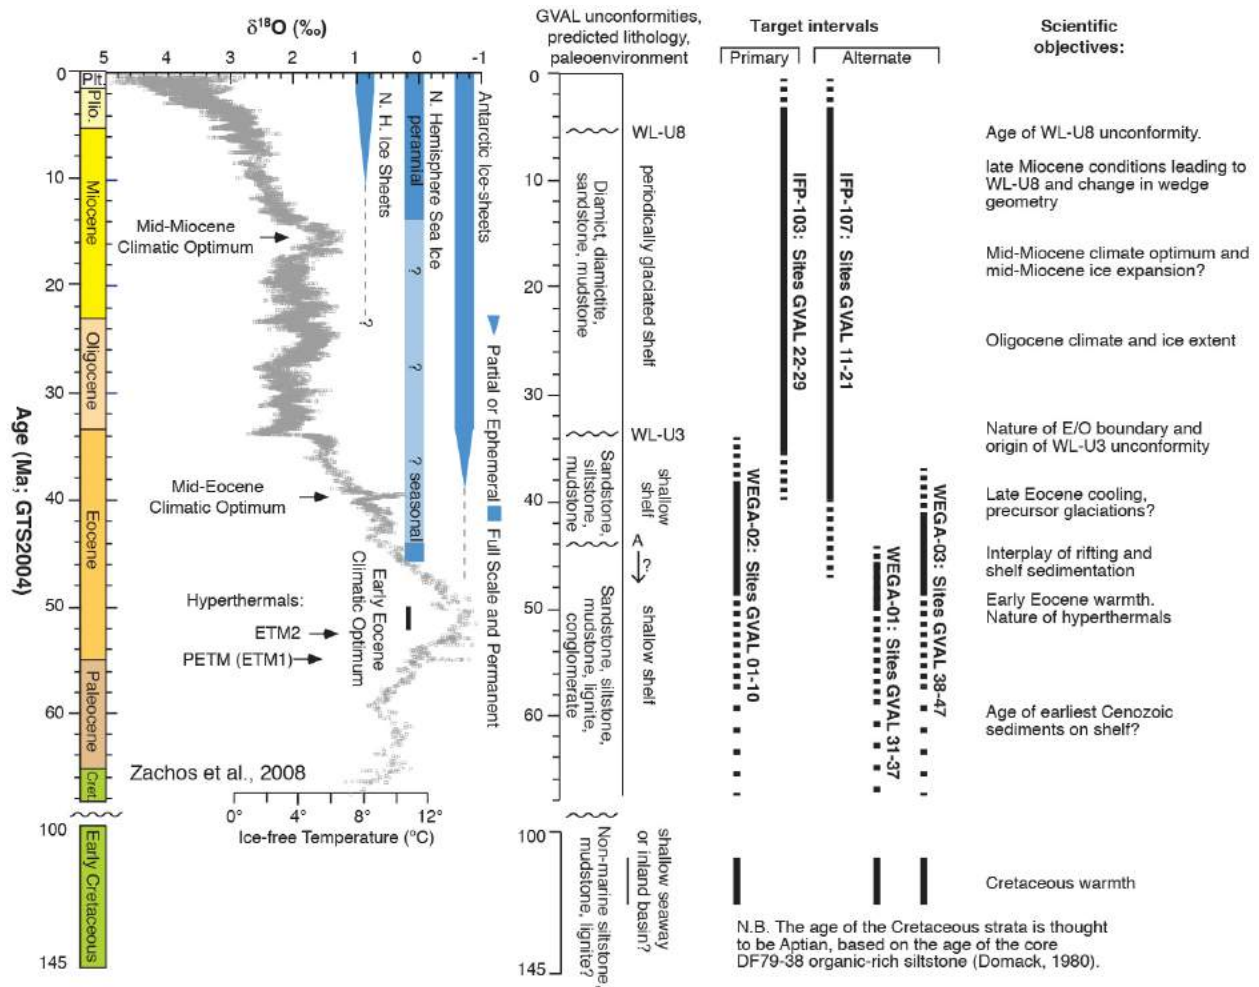 δ¹⁸O (‰)
5 4 3 2 1 0 -1
GVAL unconformities,
predicted lithology,
paleoenvironment
Target intervals
Primary
Alternate
Scientific
objectives:
Age (Ma; GTS2004)
0
10
20
30
40
50
60
100
145
Plt.
Plio.
Miocene
Oligocene
Eocene
Paleocene
Cret.
Early Cretaceous
Mid-Miocene
Climatic Optimum
Mid-Eocene
Climatic Optimum
Hyperthermals:
ETM2
PETM (ETM1)
Early Eocene
Climatic Optimum
Zachos et al., 2008
0° 4° 8° 12°
Ice-free Temperature (°C)
N. H. Ice Sheets
?
N. Hemisphere Sea Ice
perannial
?
?
? seasonal
Antarctic Ice-sheets
Partial or Ephemeral
Full Scale and Permanent
0
10
20
30
40
50
60
100
145
WL-U8
WL-U3
A
?
Diamict, diamictite,
sandstone, mudstone
periodically glaciated shelf
Sandstone,
siltstone,
mudstone
shallow
shelf
Sandstone, siltstone,
mudstone, lignite,
conglomerate
shallow shelf
Non-marine siltstone,
mudstone, lignite?
shallow seaway
or inland basin?
IFP-103: Sites GVAL 22-29
IFP-107: Sites GVAL 11-21
WEGA-02: Sites GVAL 01-10
WEGA-01: Sites GVAL 31-37
WEGA-03: Sites GVAL 38-47
Age of WL-U8 unconformity.
late Miocene conditions leading to
WL-U8 and change in wedge
geometry
Mid-Miocene climate optimum and
mid-Miocene ice expansion?
Oligocene climate and ice extent
Nature of E/O boundary and
origin of WL-U3 unconformity
Late Eocene cooling,
precursor glaciations?
Interplay of rifting and
shelf sedimentation
Early Eocene warmth.
Nature of hyperthermals
Age of earliest Cenozoic
sediments on shelf?
Cretaceous warmth
N.B. The age of the Cretaceous strata is thought
to be Aptian, based on the age of the core
DF79-38 organic-rich siltstone (Domack, 1980).